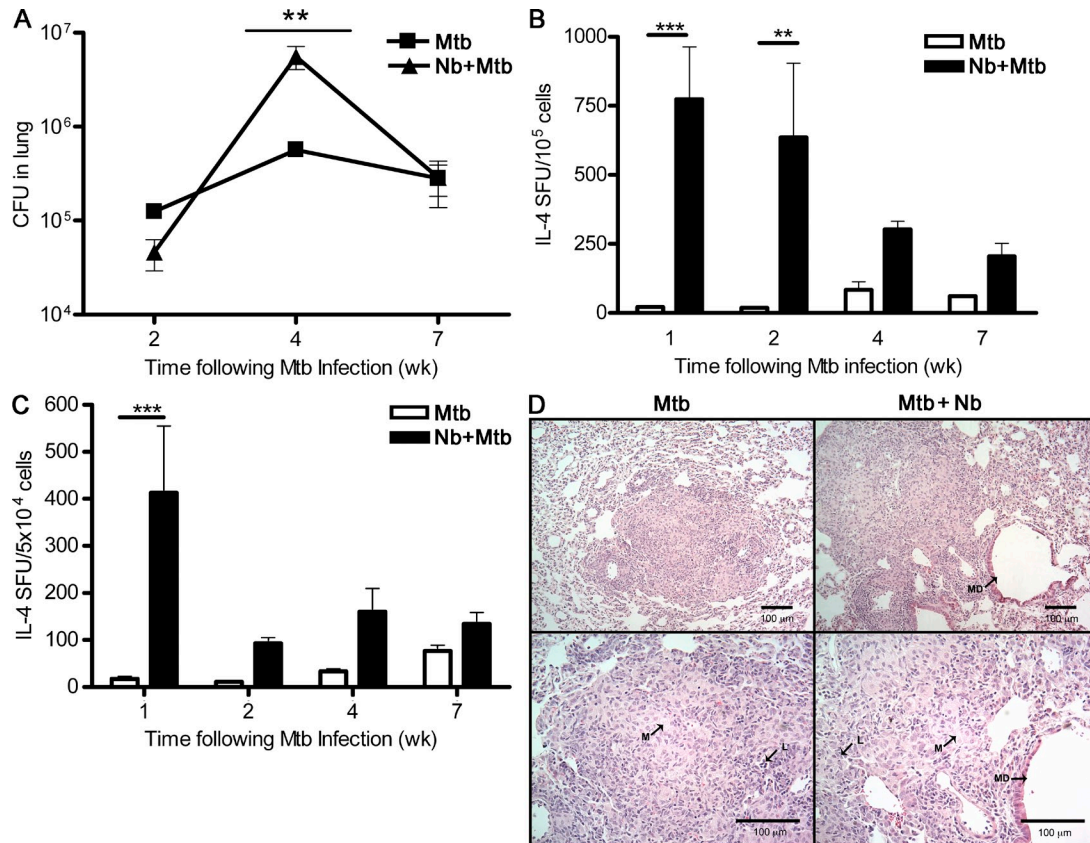 A
CFU in lung
10⁷
10⁶
10⁵
10⁴
**
Mtb
Nb+Mtb
2 4 7
Time following Mtb Infection (wk)
B
IL-4 SFU/10⁵ cells
1000
750
500
250
0
*** **
Mtb
Nb+Mtb
1 2 4 7
Time following Mtb infection (wk)
C
IL-4 SFU/5x10⁴ cells
600
500
400
300
200
100
0
***
Mtb
Nb+Mtb
1 2 4 7
Time following Mtb Infection (wk)
D
Mtb Mtb + Nb
100 µm
MD
100 µm
M
L
100 µm
L
M
MD
100 µm